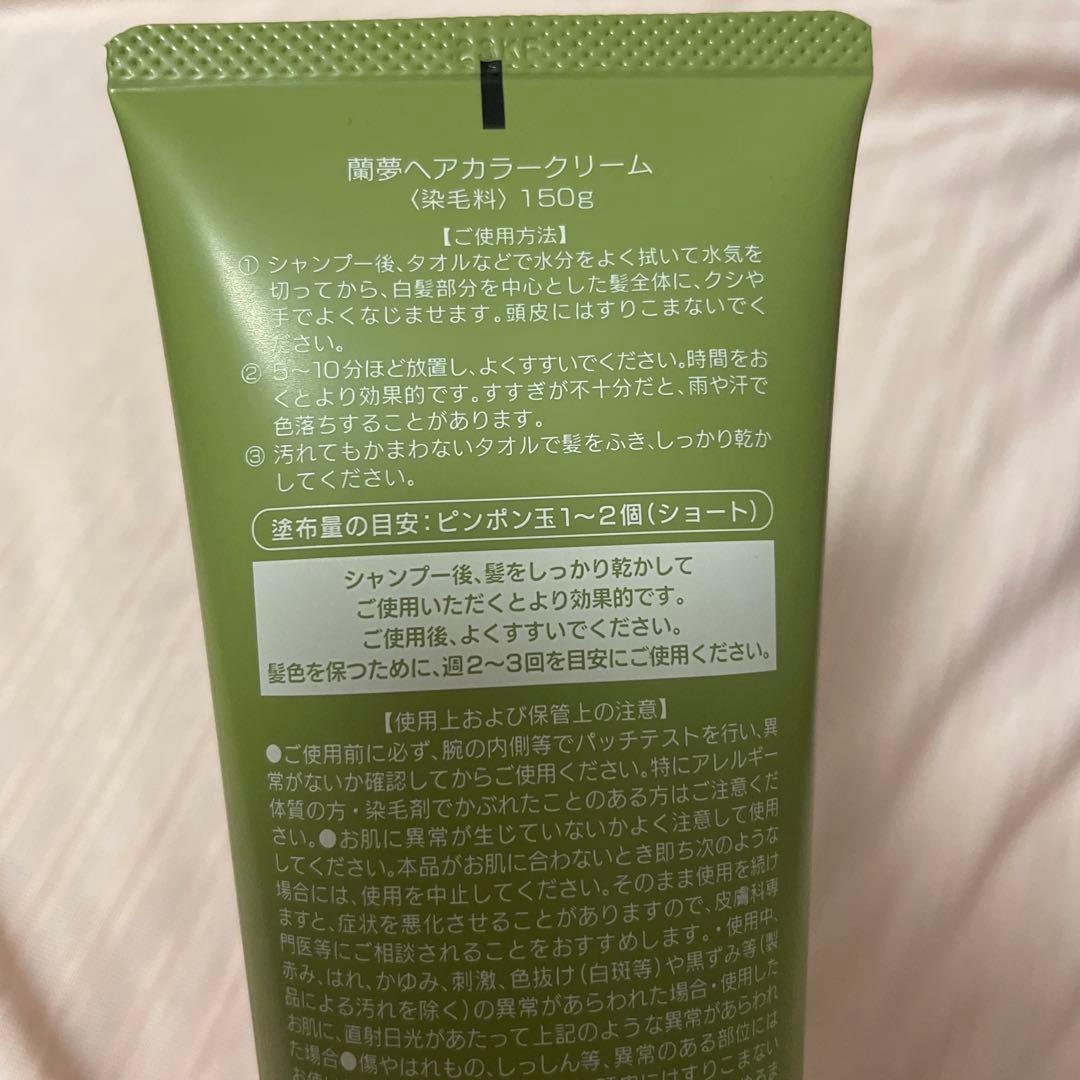 蘭夢ヘアカラークリーム
〈染毛料〉150g
【ご使用方法】
① シャンプー後、タオルなどで水分をよく拭いて水気を
切ってから、白髪部分を中心とした髪全体に、クシや
手でよくなじませます。頭皮にはすりこまないでく
ださい。
② 5～10分ほど放置し、よくすすいでください。時間をお
くとより効果的です。すすぎが不十分だと、雨や汗で
色落ちすることがあります。
③ 汚れてもかまわないタオルで髪をふき、しっかり乾か
してください。
塗布量の目安：ピンポン玉1～2個（ショート）
シャンプー後、髪をしっかり乾かして
ご使用いただくとより効果的です。
ご使用後、よくすすいでください。
髪色を保つために、週2～3回を目安にご使用ください。
【使用上および保管上の注意】
●ご使用前に必ず、腕の内側等でパッチテストを行い、異
常がないか確認してからご使用ください。特にアレルギー
体質の方・染毛剤でかぶれたことのある方はご注意くだ
さい。●お肌に異常が生じていないかよく注意して使用
してください。本品がお肌に合わないとき即ち次のような
場合には、使用を中止してください。そのまま使用を続け
ますと、症状を悪化させることがありますので、皮膚科専
門医等にご相談されることをおすすめします。・使用中、
赤み、はれ、かゆみ、刺激、色抜け（白斑等）や黒ずみ等（製
品による汚れを除く）の異常があらわれた場合・使用した
お肌に、直射日光があたって上記のような異常があらわれ
た場合●傷やはれもの、しっしん等、異常のある部位には
すりこまない